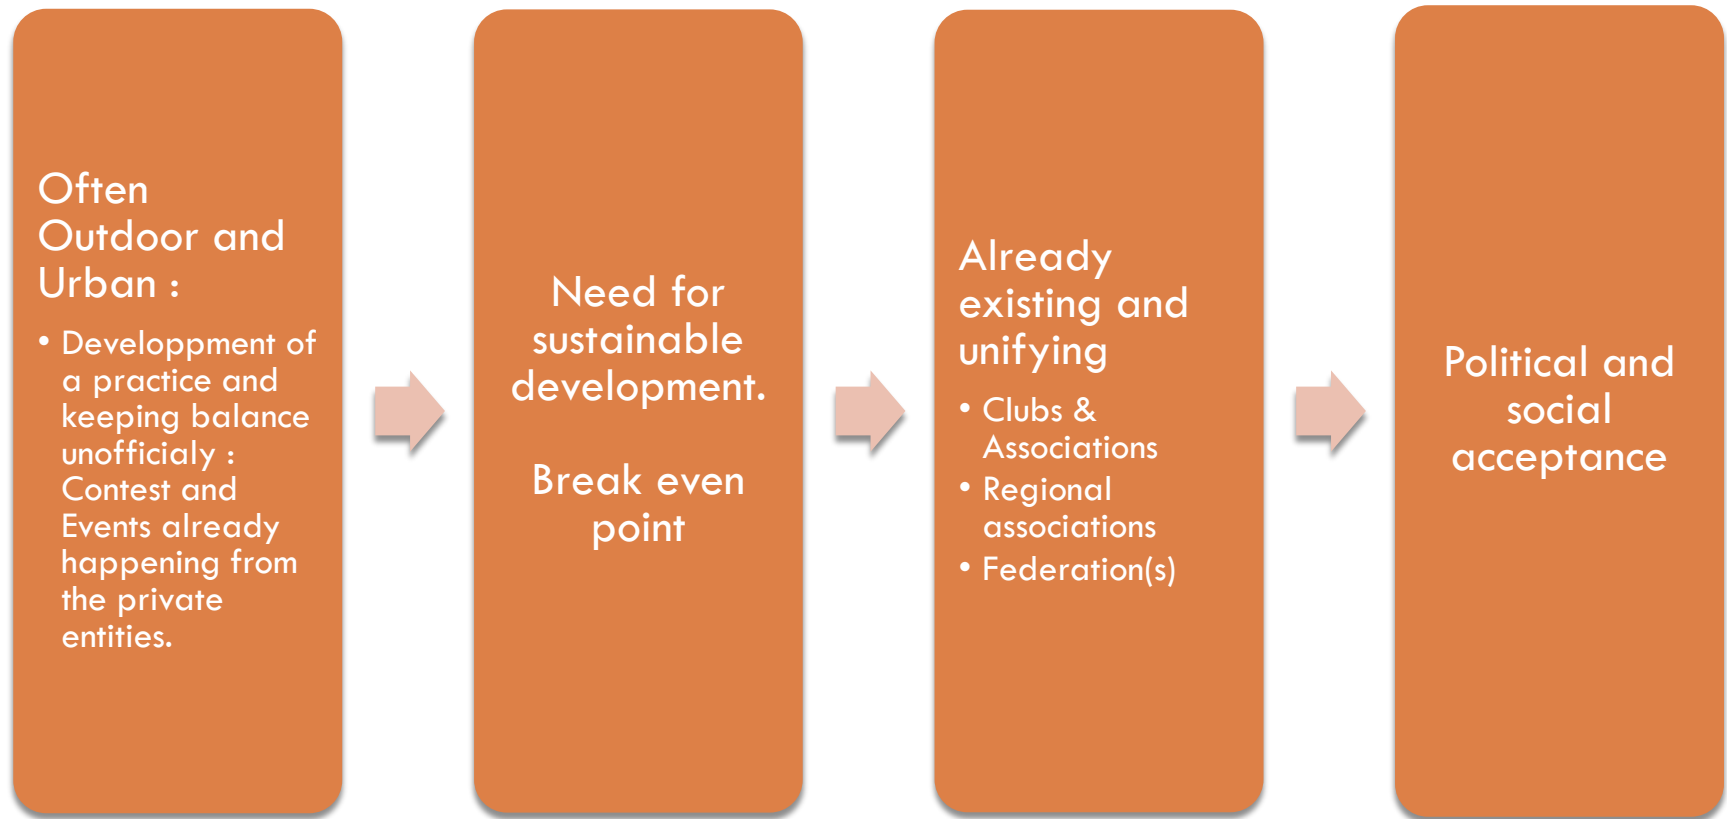 Often
Outdoor and
Urban :
• Developpment of
a practice and
keeping balance
unofficialy :
Contest and
Events already
happening from
the private
entities.
Need for
sustainable
development.
Break even
point
Already
existing and
unifying
• Clubs &
Associations
• Regional
associations
• Federation(s)
Political and
social
acceptance